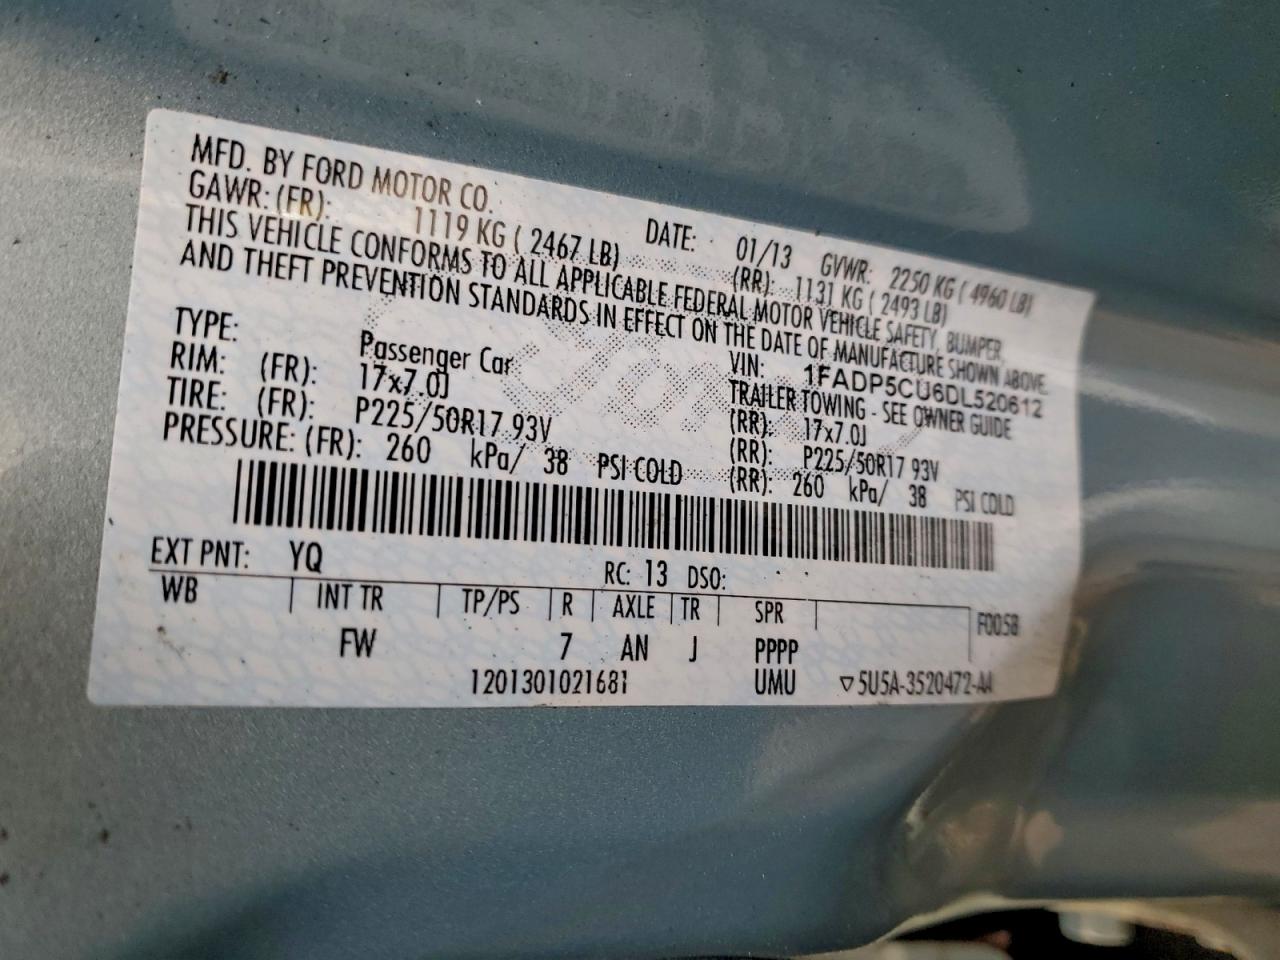 MFD. BY FORD MOTOR CO. DATE: 01/13 GVWR: 2250 KG ( 4960 LB)
GAWR: (FR): 1119 KG ( 2467 LB) (RR): 1131 KG ( 2493 LB)
THIS VEHICLE CONFORMS TO ALL APPLICABLE FEDERAL MOTOR VEHICLE SAFETY, BUMPER,
AND THEFT PREVENTION STANDARDS IN EFFECT ON THE DATE OF MANUFACTURE SHOWN ABOVE.
VIN: 1FADP5CU6DL520612
TYPE: Passenger Car TRAILER TOWING - SEE OWNER GUIDE
RIM: (FR): 17x7.0J (RR): 17x7.0J
TIRE: (FR): P225/50R17 93V (RR): P225/50R17 93V
PRESSURE: (FR): 260 kPa/ 38 PSI COLD (RR): 260 kPa/ 38 PSI COLD
EXT PNT: YQ RC: 13 DSO:
WB INT TR TP/PS R AXLE TR SPR F0058
FW 7 AN J PPPP
1201301021681 UMU ▽5U5A-3520472-AA